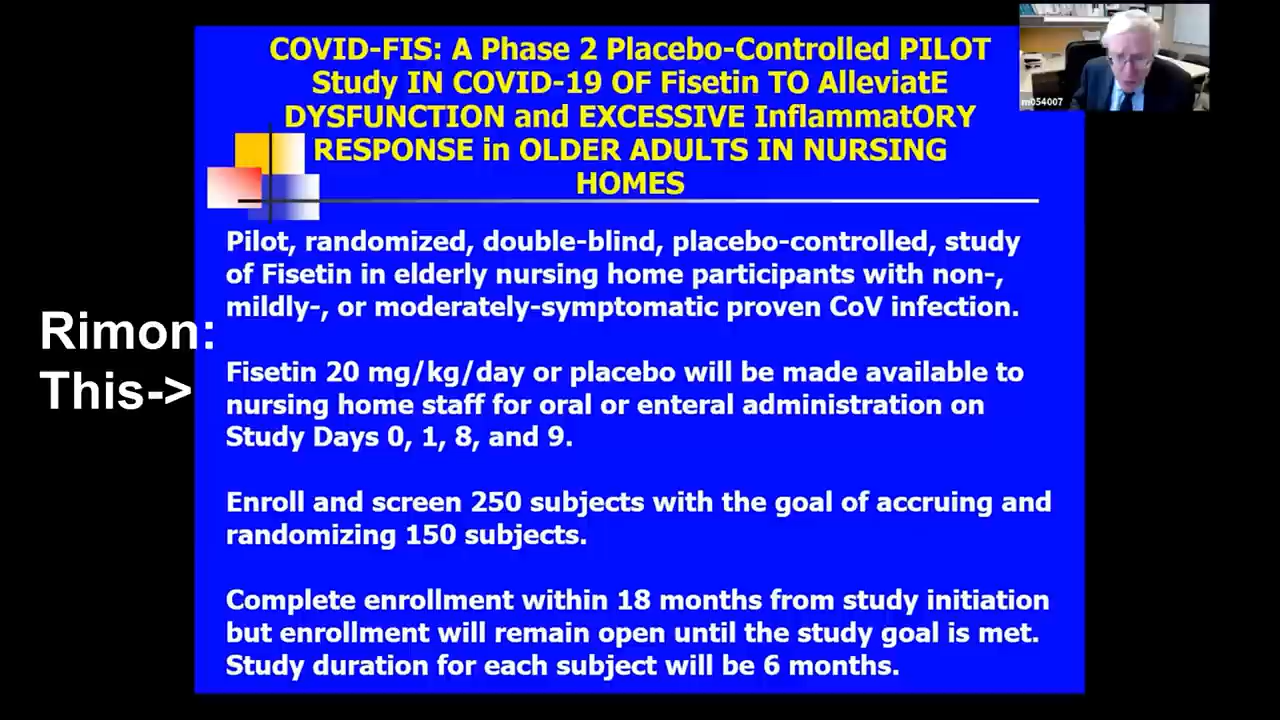 COVID-FIS: A Phase 2 Placebo-Controlled PILOT
Study IN COVID-19 OF Fisetin TO AlleviatE
DYSFUNCTION and EXCESSIVE InflammatORY
RESPONSE in OLDER ADULTS IN NURSING
HOMES
m054007
Pilot, randomized, double-blind, placebo-controlled, study
of Fisetin in elderly nursing home participants with non-,
mildly-, or moderately-symptomatic proven CoV infection.
Rimon:
This->
Fisetin 20 mg/kg/day or placebo will be made available to
nursing home staff for oral or enteral administration on
Study Days 0, 1, 8, and 9.
Enroll and screen 250 subjects with the goal of accruing and
randomizing 150 subjects.
Complete enrollment within 18 months from study initiation
but enrollment will remain open until the study goal is met.
Study duration for each subject will be 6 months.